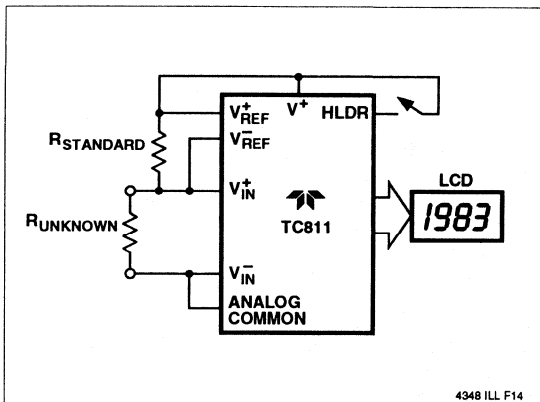 V+REF
V+
HLDR
RSTANDARD
V−REF
V+IN
LCD
1983
TC811
RUNKNOWN
V−IN
ANALOG
COMMON
4348 ILL F14